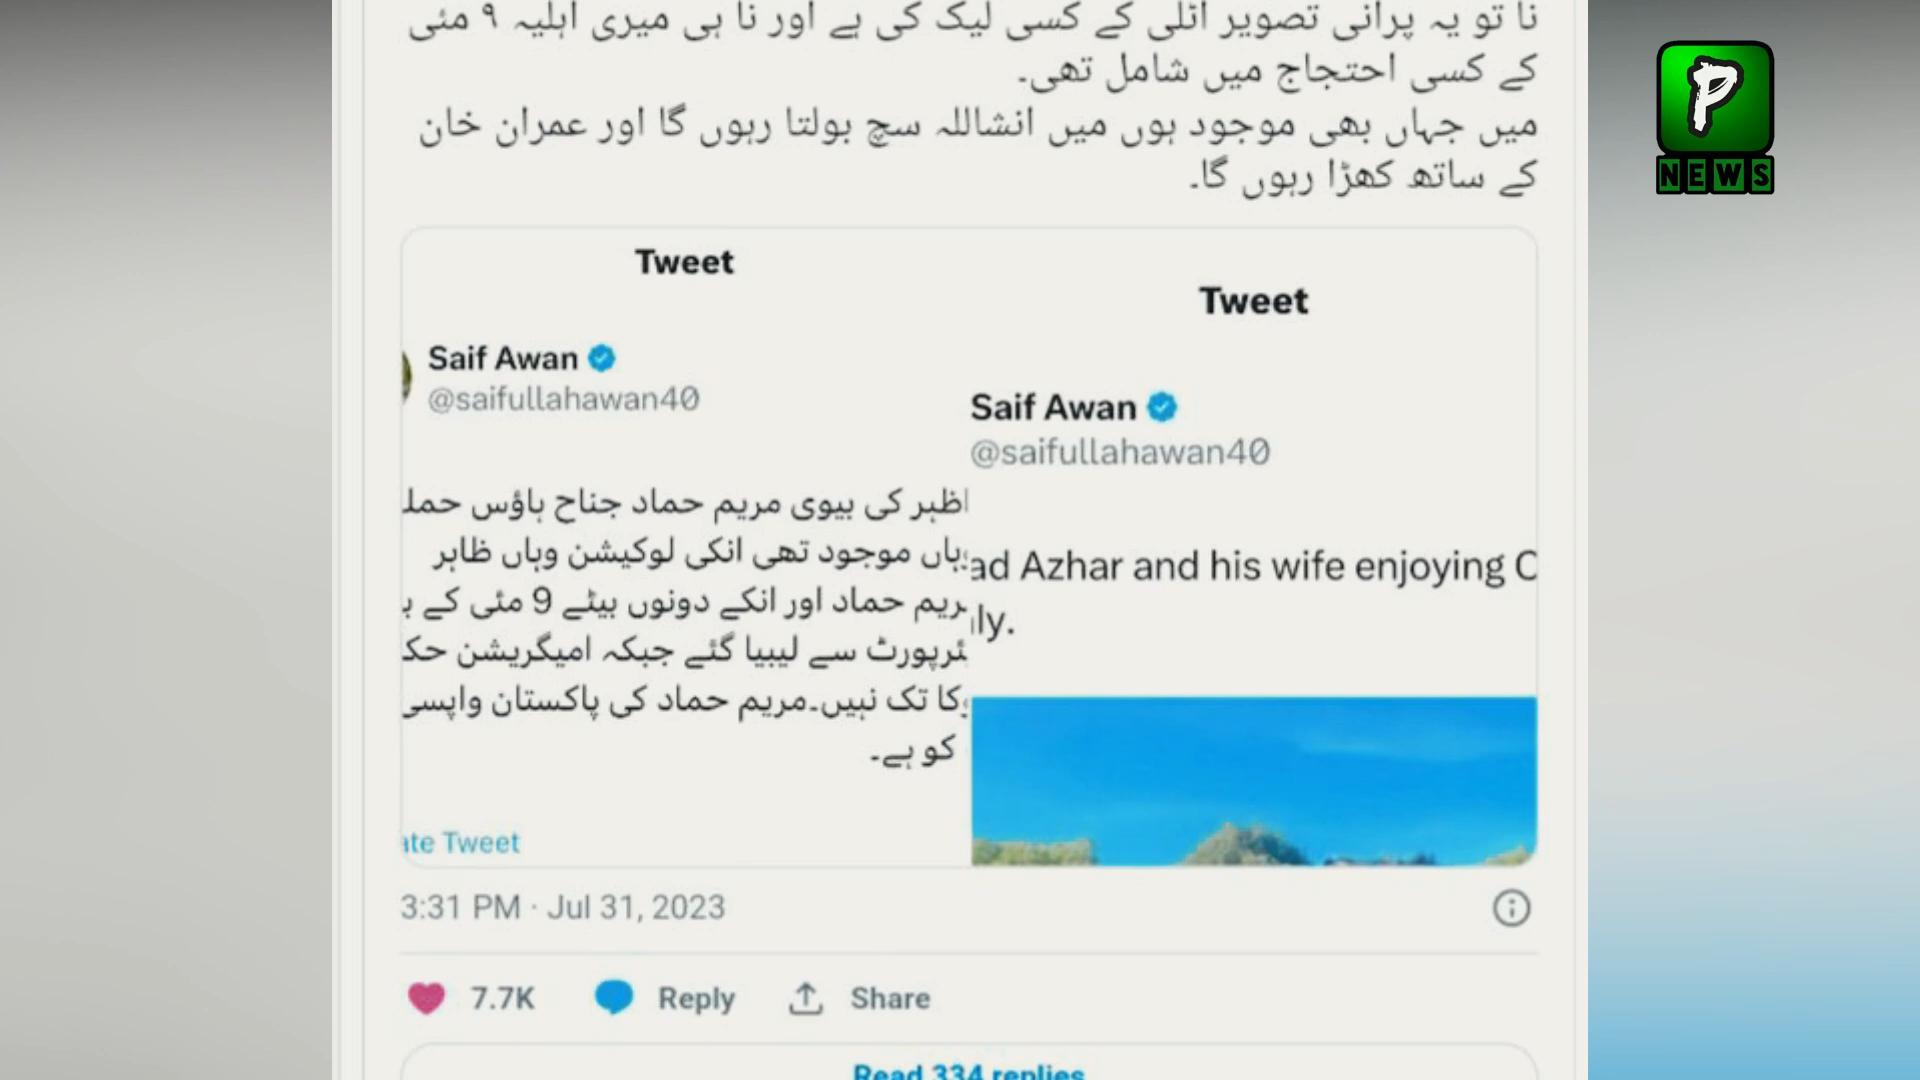 نا تو یہ پرانی تصویر اٹلی کے کسی لیک کی ہے اور نا ہی میری اہلیہ ۹ مئی
کے کسی احتجاج میں شامل تھی۔
میں جہاں بھی موجود ہوں میں انشاللہ سچ بولتا رہوں گا اور عمران خان
کے ساتھ کھڑا رہوں گا۔
P
NEWS
Tweet
Saif Awan
@saifullahawan40
اظہر کی بیوی مریم حماد جناح ہاؤس حملہ
وہاں موجود تھی انکی لوکیشن وہاں ظاہر
مریم حماد اور انکے دونوں بیٹے 9 مئی کے
ئرپورٹ سے لیبیا گئے جبکہ امیگریشن حک
وکا تک نہیں۔مریم حماد کی پاکستان واپسی
کو ہے۔
ate Tweet
Tweet
Saif Awan
@saifullahawan40
ad Azhar and his wife enjoying C
ly.
3:31 PM · Jul 31, 2023
7.7K
Reply
Share
Read 334 replies